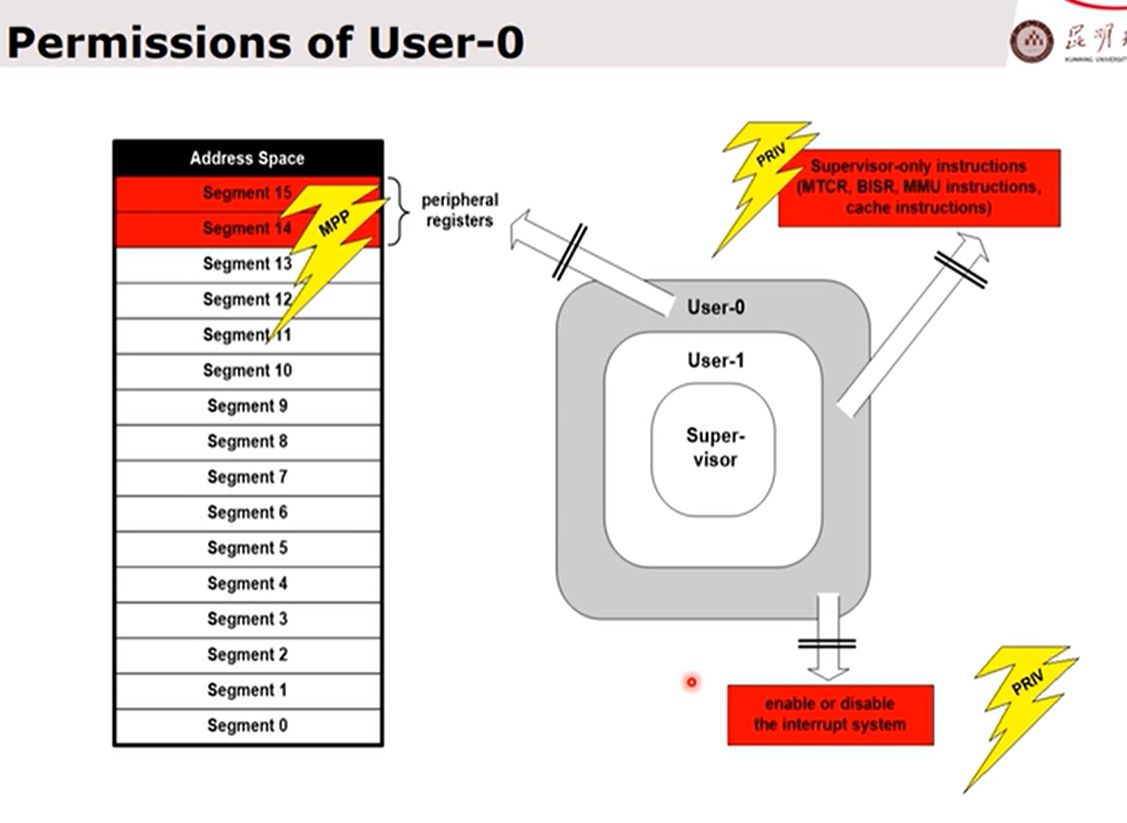 Permissions of User-0
昆明
KUNMING UNIVERSITY
Address Space
Segment 15
Segment 14
Segment 13
Segment 12
Segment 11
Segment 10
Segment 9
Segment 8
Segment 7
Segment 6
Segment 5
Segment 4
Segment 3
Segment 2
Segment 1
Segment 0
MPP
peripheral
registers
PRIV
Supervisor-only instructions
(MTCR, BISR, MMU instructions,
cache instructions)
User-0
User-1
Super-
visor
enable or disable
the interrupt system
PRIV